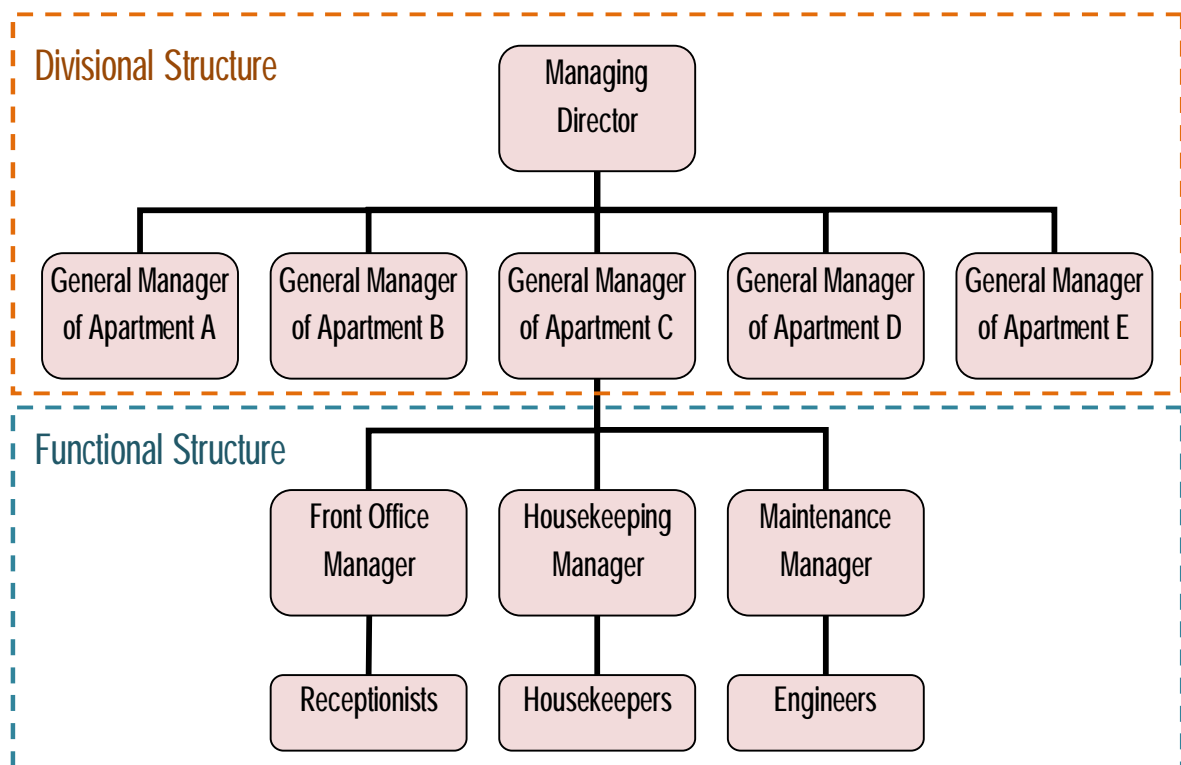 Divisional Structure
Managing
Director
General Manager
of Apartment A
General Manager
of Apartment B
General Manager
of Apartment C
General Manager
of Apartment D
General Manager
of Apartment E
Functional Structure
Front Office
Manager
Housekeeping
Manager
Maintenance
Manager
Receptionists
Housekeepers
Engineers